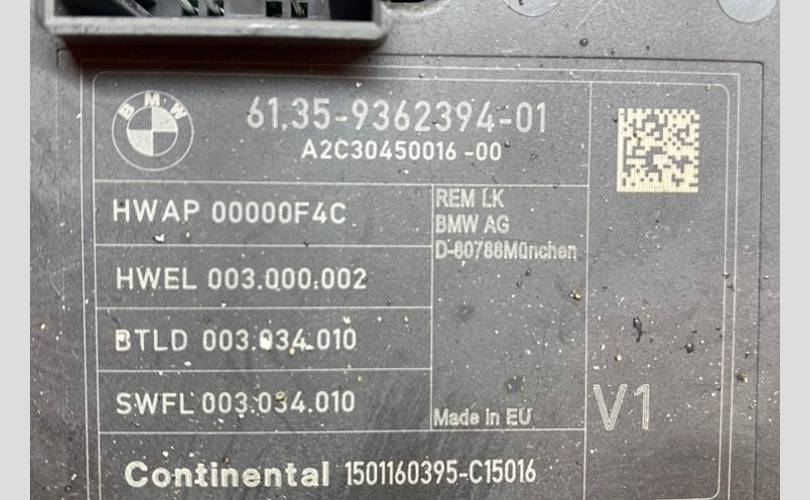 BMW
61.35-9362394-01
A2C30450016-00
HWAP 00000F4C
REM LK
BMW AG
D-80788München
HWEL 003.000.002
BTLD 003.034.010
SWFL 003.034.010
Made in EU
V1
Continental 1501160395-C15016